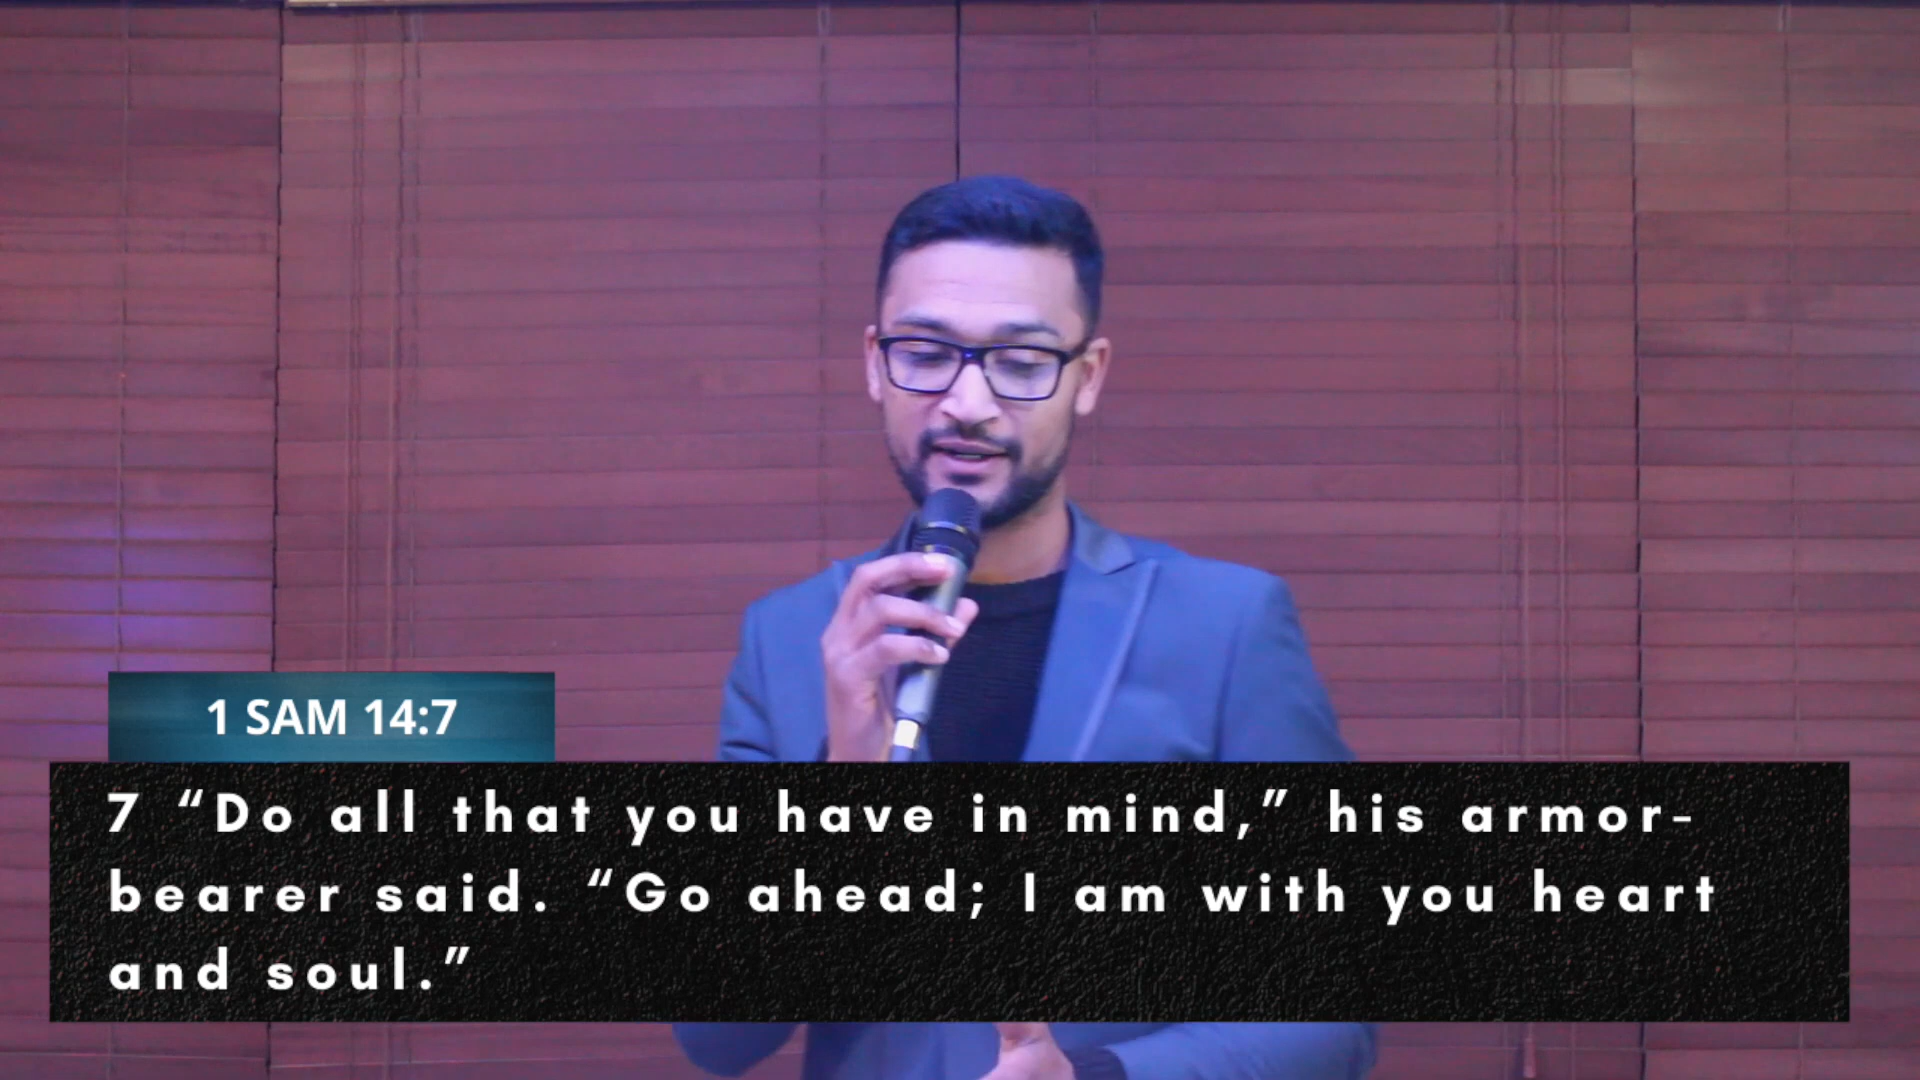 1 SAM 14:7
7 “Do all that you have in mind,” his armor-
bearer said. “Go ahead; I am with you heart
and soul.”